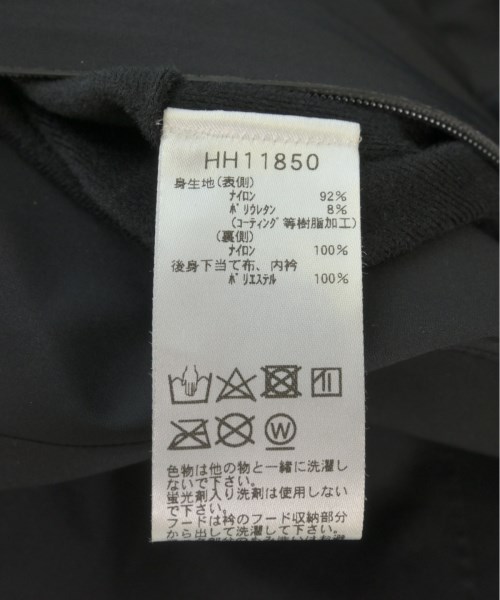 HH11850
身生地(表側)
ﾅｲﾛﾝ 92%
ﾎﾟﾘｳﾚﾀﾝ 8%
(ｺｰﾃｨﾝｸﾞ等樹脂加工)
(裏側)
ﾅｲﾛﾝ 100%
後身下当て布、内衿
ﾎﾟﾘｴｽﾃﾙ 100%
W
色物は他の物と一緒に洗濯し
ないで下さい。
蛍光剤入り洗剤は使用しない
で下さい。
フードは衿のフード収納部分
から出して洗濯して下さい。